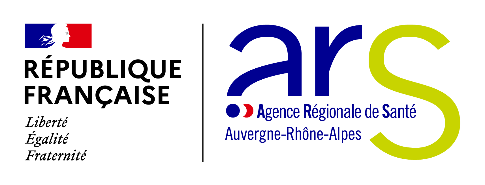 RÉPUBLIQUE
FRANÇAISE
Liberté
Égalité
Fraternité
ars
Agence Régionale de Santé
Auvergne-Rhône-Alpes